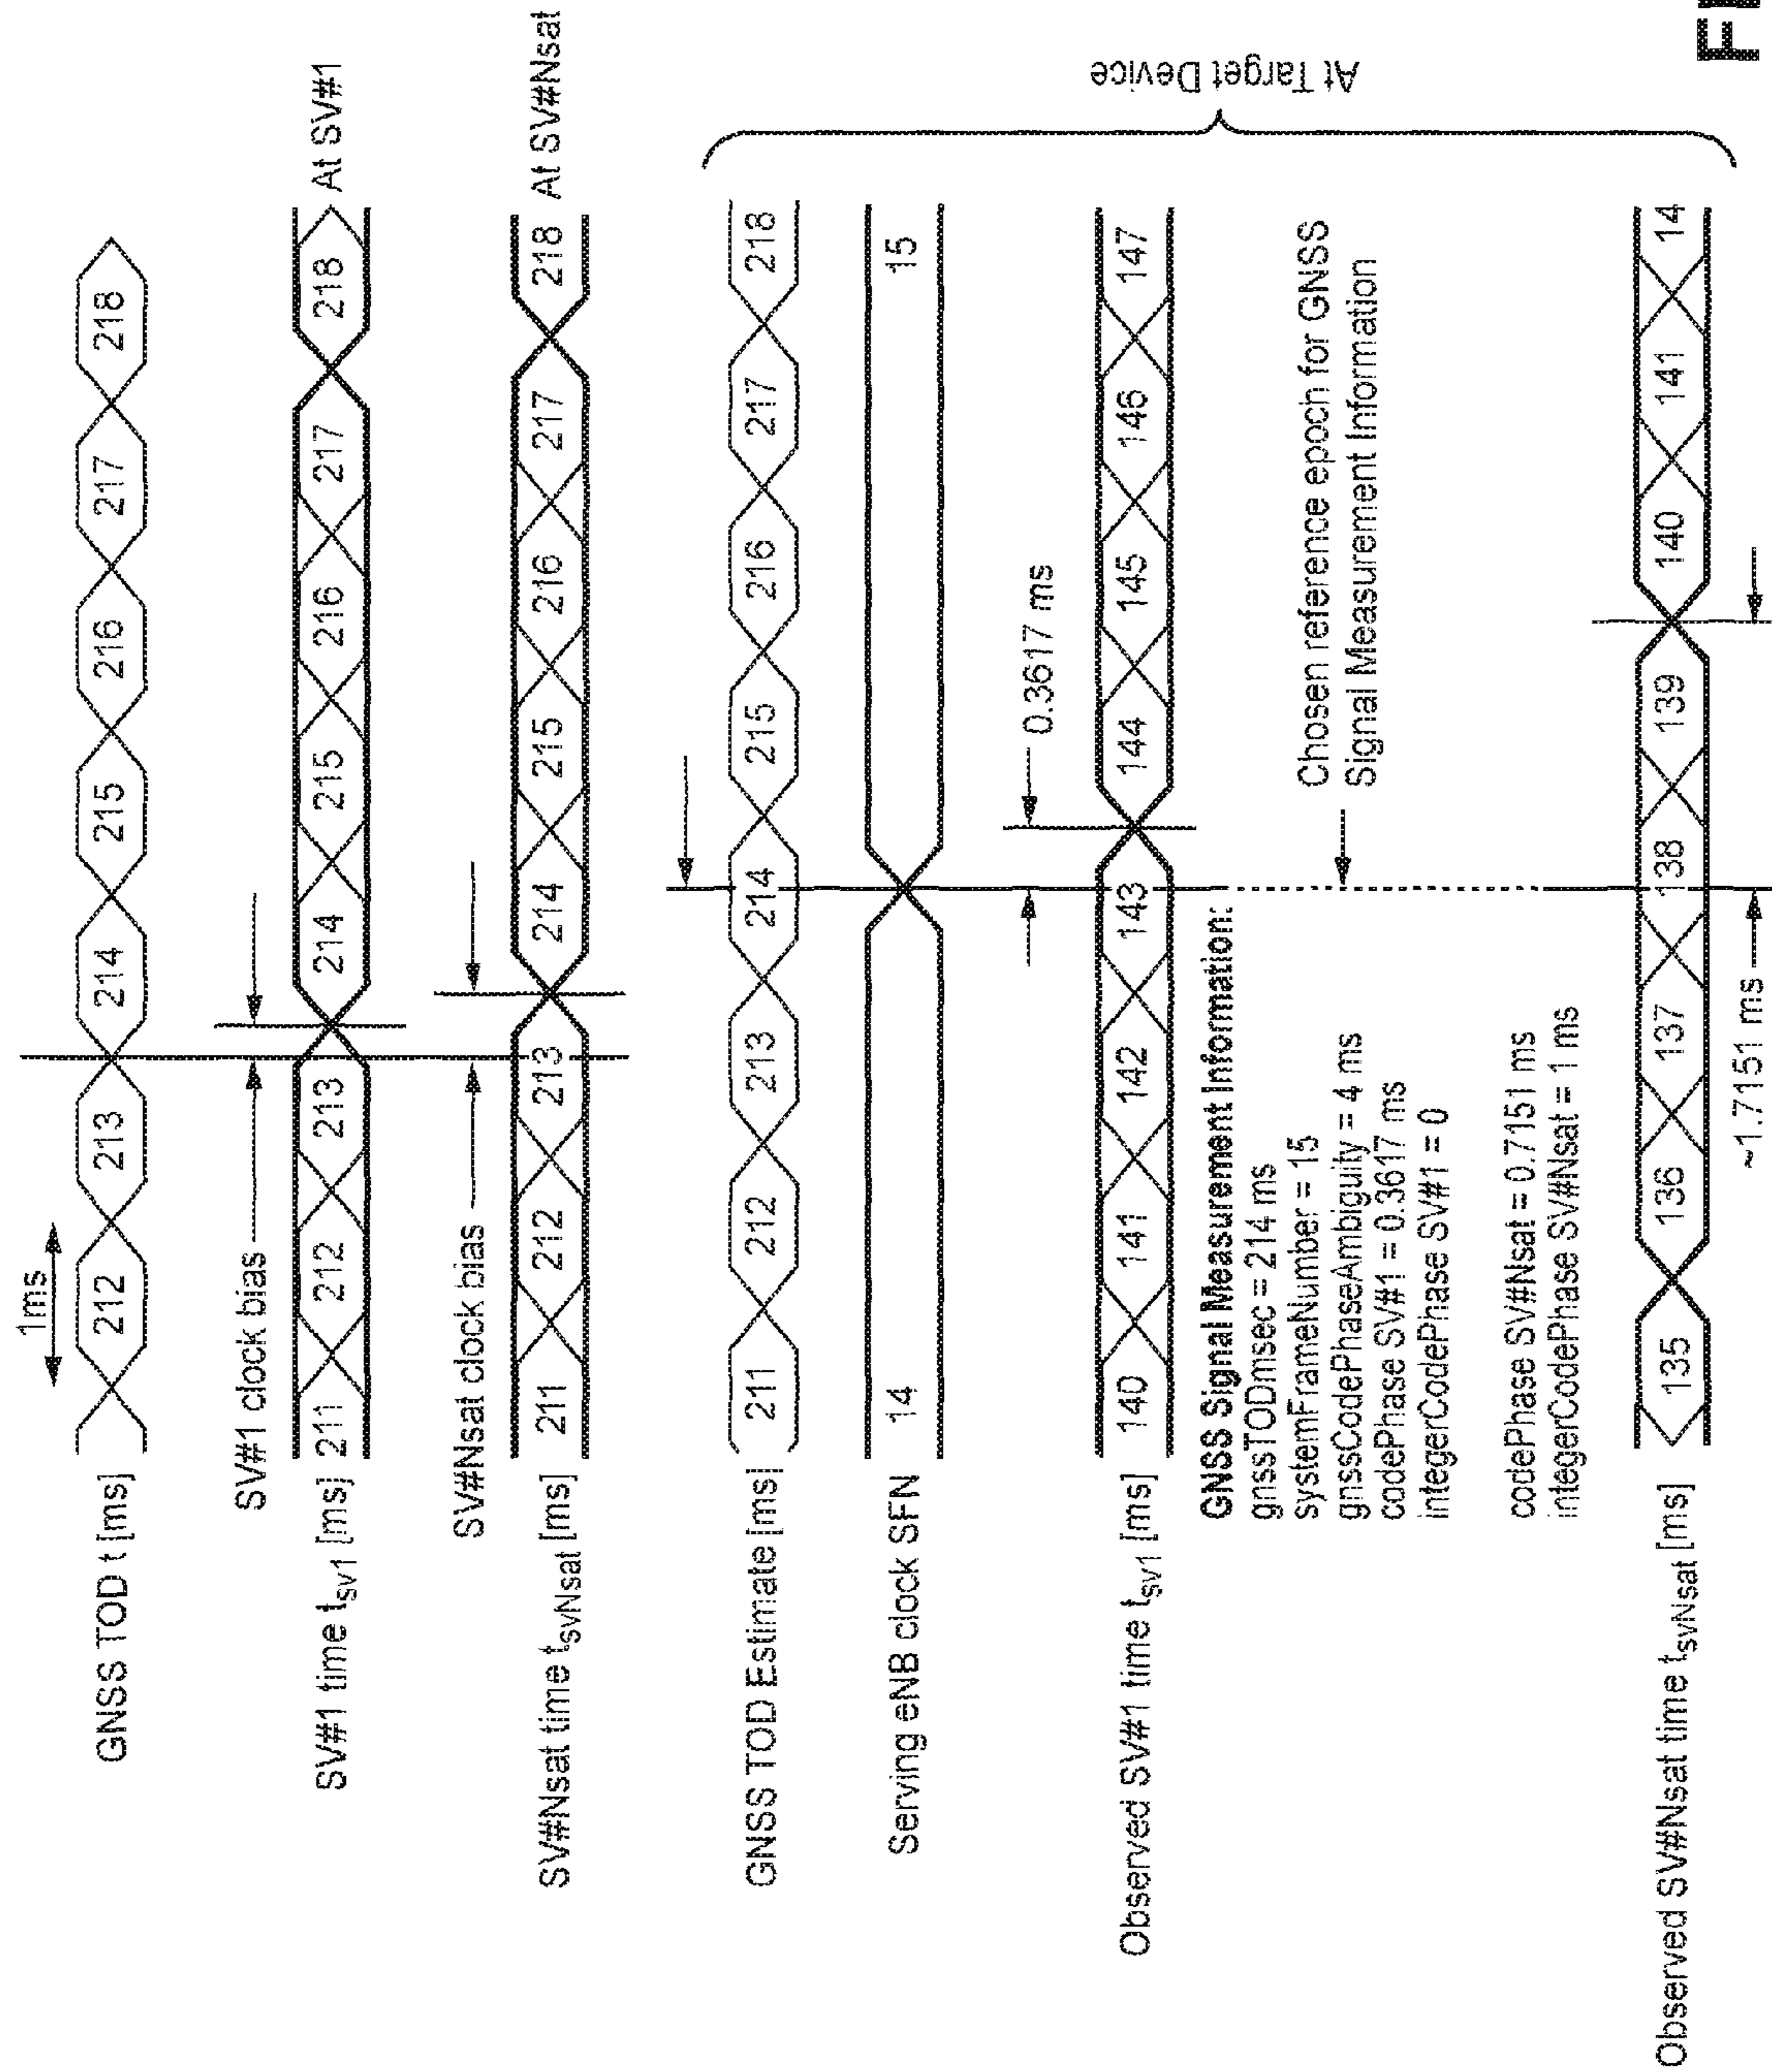 1ms
GNSS TOD t [ms]
212 213 214 215 216 217 218
SV#1 clock bias
SV#1 time tsv1 [ms]
211 212 213 214 215 216 217 218
At SV#1
SV#Nsat clock bias
SV#Nsat time tsvNsat [ms]
211 212 213 214 215 216 217 218
At SV#Nsat
GNSS TOD Estimate [ms]
211 212 213 214 215 216 217 218
Serving eNB clock SFN
14 15
0.3617 ms
Observed SV#1 time tsv1 [ms]
140 141 142 143 144 145 146 147
At Target Device
GNSS Signal Measurement Information:
gnssTODmsec = 214 ms
systemFrameNumber = 15
gnssCodePhaseAmbiguity = 4 ms
codePhase SV#1 = 0.3617 ms
integerCodePhase SV#1 = 0
codePhase SV#Nsat = 0.7151 ms
integerCodePhase SV#Nsat = 1 ms
Chosen reference epoch for GNSS
Signal Measurement Information
Observed SV#Nsat time tsvNsat [ms]
135 136 137 138 139 140 141 14
~1.7151 ms